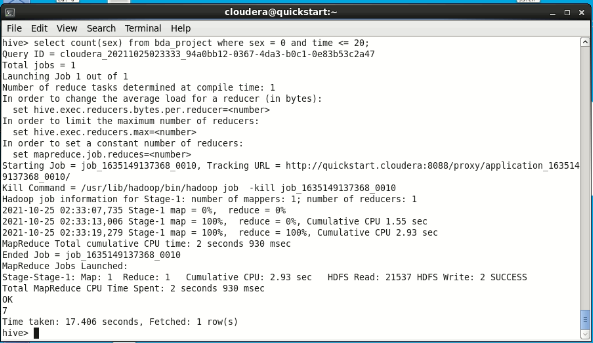 cloudera@quickstart:~
File Edit View Search Terminal Help
hive> select count(sex) from bda_project where sex = 0 and time <= 20;
Query ID = cloudera_20211025023333_94a0bb12-0367-4da3-b0c1-0e83b53c2a47
Total jobs = 1
Launching Job 1 out of 1
Number of reduce tasks determined at compile time: 1
In order to change the average load for a reducer (in bytes):
  set hive.exec.reducers.bytes.per.reducer=<number>
In order to limit the maximum number of reducers:
  set hive.exec.reducers.max=<number>
In order to set a constant number of reducers:
  set mapreduce.job.reduces=<number>
Starting Job = job_1635149137368_0010, Tracking URL = http://quickstart.cloudera:8088/proxy/application_163514
9137368_0010/
Kill Command = /usr/lib/hadoop/bin/hadoop job  -kill job_1635149137368_0010
Hadoop job information for Stage-1: number of mappers: 1; number of reducers: 1
2021-10-25 02:33:07,735 Stage-1 map = 0%,  reduce = 0%
2021-10-25 02:33:13,006 Stage-1 map = 100%,  reduce = 0%, Cumulative CPU 1.55 sec
2021-10-25 02:33:19,279 Stage-1 map = 100%,  reduce = 100%, Cumulative CPU 2.93 sec
MapReduce Total cumulative CPU time: 2 seconds 930 msec
Ended Job = job_1635149137368_0010
MapReduce Jobs Launched:
Stage-Stage-1: Map: 1  Reduce: 1   Cumulative CPU: 2.93 sec   HDFS Read: 21537 HDFS Write: 2 SUCCESS
Total MapReduce CPU Time Spent: 2 seconds 930 msec
OK
7
Time taken: 17.406 seconds, Fetched: 1 row(s)
hive>